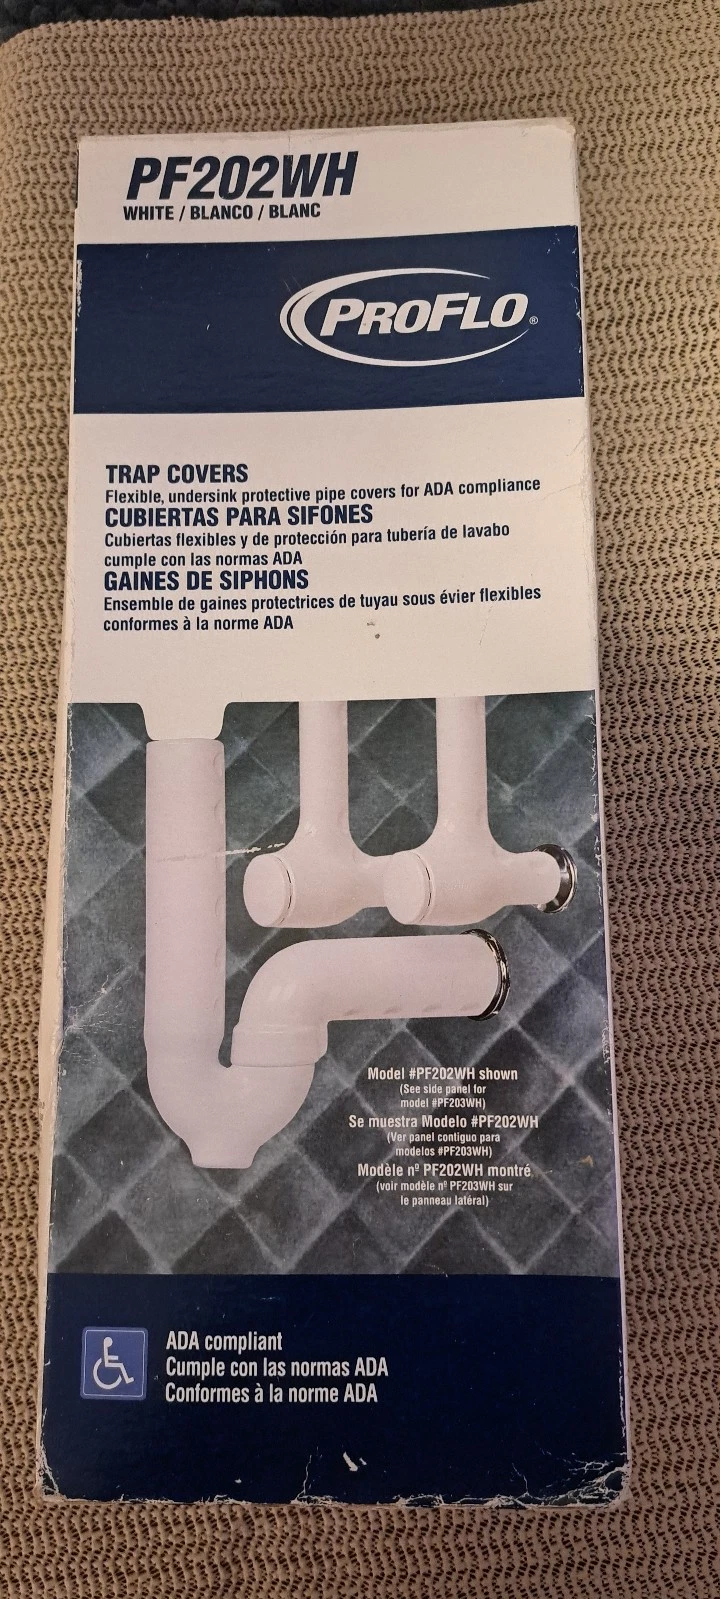 PF202WH
WHITE / BLANCO / BLANC
PROFLO®
TRAP COVERS
Flexible, undersink protective pipe covers for ADA compliance
CUBIERTAS PARA SIFONES
Cubiertas flexibles y de protección para tubería de lavabo
cumple con las normas ADA
GAINES DE SIPHONS
Ensemble de gaines protectrices de tuyau sous évier flexibles
conformes à la norme ADA
Model #PF202WH shown
(See side panel for
model #PF203WH)
Se muestra Modelo #PF202WH
(Ver panel contiguo para
modelos #PF203WH)
Modèle nº PF202WH montré
(voir modèle nº PF203WH sur
le panneau latéral)
ADA compliant
Cumple con las normas ADA
Conformes à la norme ADA